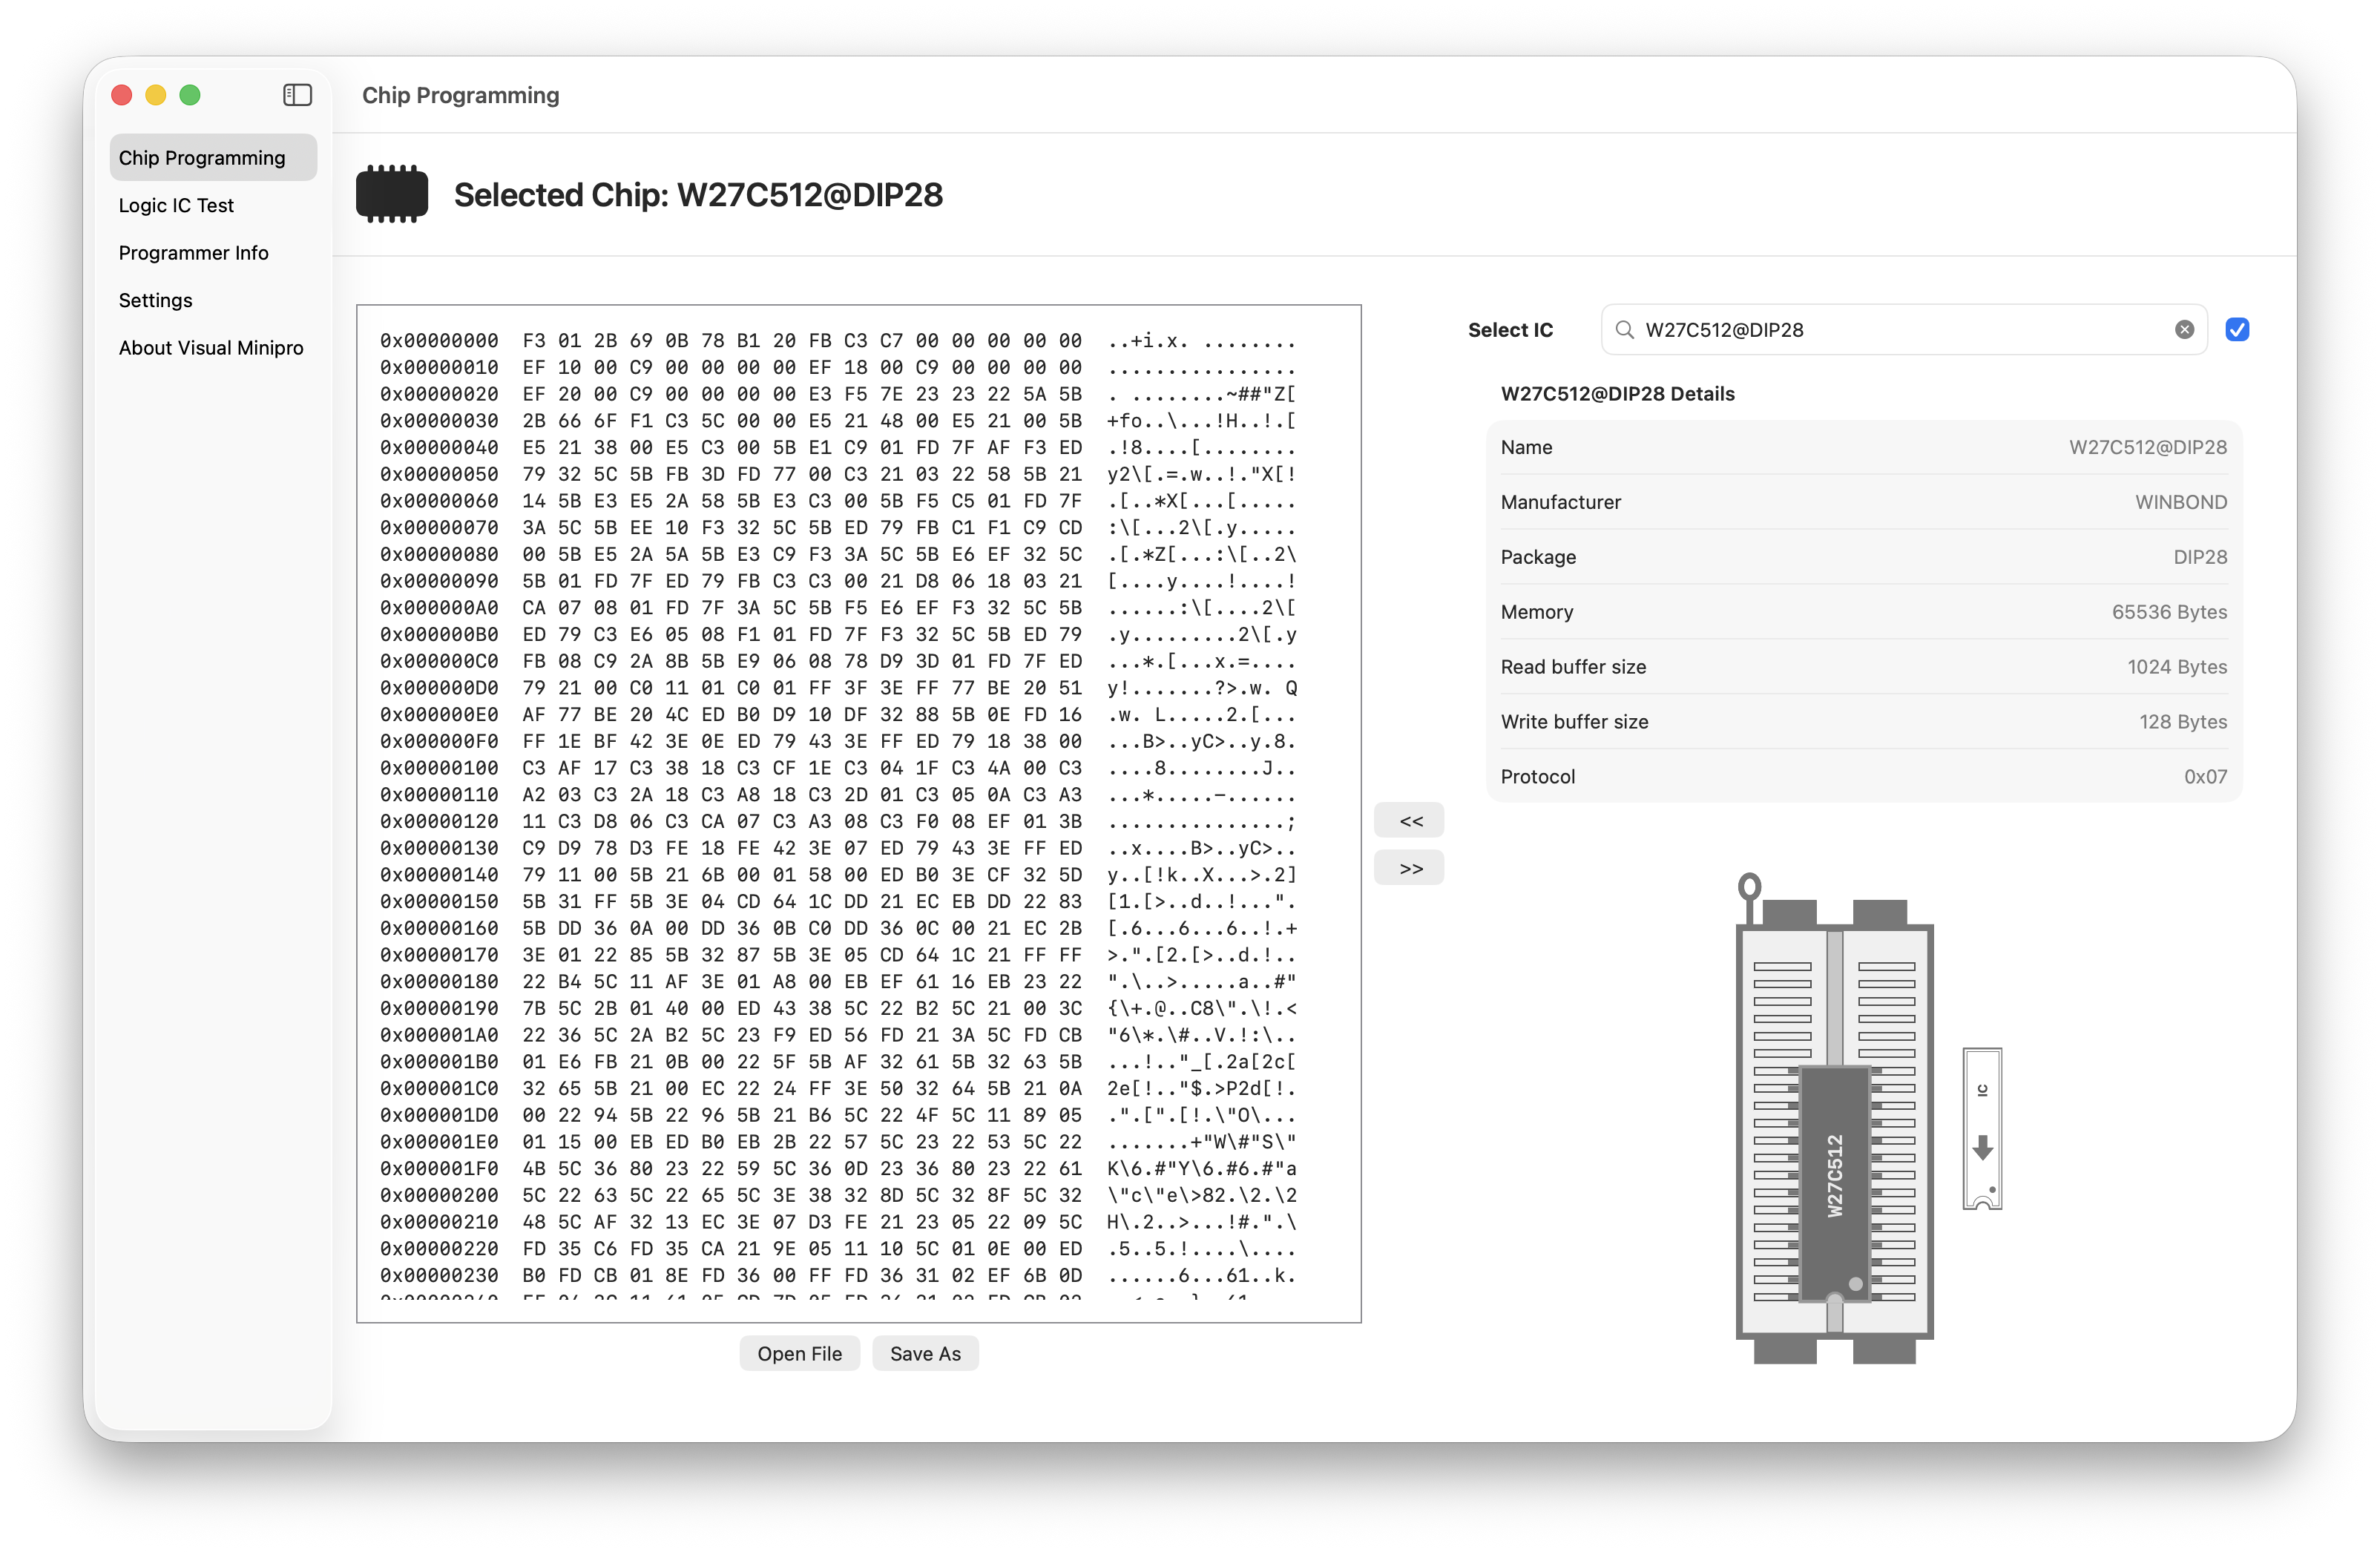 Chip Programming
Chip Programming
Logic IC Test
Programmer Info
Settings
About Visual Minipro
Selected Chip: W27C512@DIP28
0x00000000  F3 01 2B 69 0B 78 B1 20 FB C3 C7 00 00 00 00 00  ..+i.x. ........
0x00000010  EF 10 00 C9 00 00 00 00 EF 18 00 C9 00 00 00 00  ................
0x00000020  EF 20 00 C9 00 00 00 00 E3 F5 7E 23 23 22 5A 5B  . ........~##"Z[
0x00000030  2B 66 6F F1 C3 5C 00 00 E5 21 48 00 E5 21 00 5B  +fo..\...!H..!.[
0x00000040  E5 21 38 00 E5 C3 00 5B E1 C9 01 FD 7F AF F3 ED  .!8....[........
0x00000050  79 32 5C 5B FB 3D FD 77 00 C3 21 03 22 58 5B 21  y2\[.=.w..!."X[!
0x00000060  14 5B E3 E5 2A 58 5B E3 C3 00 5B F5 C5 01 FD 7F  .[..*X[...[.....
0x00000070  3A 5C 5B EE 10 F3 32 5C 5B ED 79 FB C1 F1 C9 CD  :\[...2\[.y.....
0x00000080  00 5B E5 2A 5A 5B E3 C9 F3 3A 5C 5B E6 EF 32 5C  .[.*Z[...:\[..2\
0x00000090  5B 01 FD 7F ED 79 FB C3 C3 00 21 D8 06 18 03 21  [....y....!....!
0x000000A0  CA 07 08 01 FD 7F 3A 5C 5B F5 E6 EF F3 32 5C 5B  ......:\[....2\[
0x000000B0  ED 79 C3 E6 05 08 F1 01 FD 7F F3 32 5C 5B ED 79  .y.........2\[.y
0x000000C0  FB 08 C9 2A 8B 5B E9 06 08 78 D9 3D 01 FD 7F ED  ...*.[...x.=....
0x000000D0  79 21 00 C0 11 01 C0 01 FF 3F 3E FF 77 BE 20 51  y!.......?>.w. Q
0x000000E0  AF 77 BE 20 4C ED B0 D9 10 DF 32 88 5B 0E FD 16  .w. L.....2.[...
0x000000F0  FF 1E BF 42 3E 0E ED 79 43 3E FF ED 79 18 38 00  ...B>..yC>..y.8.
0x00000100  C3 AF 17 C3 38 18 C3 CF 1E C3 04 1F C3 4A 00 C3  ....8........J..
0x00000110  A2 03 C3 2A 18 C3 A8 18 C3 2D 01 C3 05 0A C3 A3  ...*.....-......
0x00000120  11 C3 D8 06 C3 CA 07 C3 A3 08 C3 F0 08 EF 01 3B  ...............;
0x00000130  C9 D9 78 D3 FE 18 FE 42 3E 07 ED 79 43 3E FF ED  ..x....B>..yC>..
0x00000140  79 11 00 5B 21 6B 00 01 58 00 ED B0 3E CF 32 5D  y..[!k..X...>.2]
0x00000150  5B 31 FF 5B 3E 04 CD 64 1C DD 21 EC EB DD 22 83  [1.[>..d..!...".
0x00000160  5B DD 36 0A 00 DD 36 0B C0 DD 36 0C 00 21 EC 2B  [.6...6...6..!.+
0x00000170  3E 01 22 85 5B 32 87 5B 3E 05 CD 64 1C 21 FF FF  >.".[2.[>..d.!..
0x00000180  22 B4 5C 11 AF 3E 01 A8 00 EB EF 61 16 EB 23 22  ".\..>.....a..#"
0x00000190  7B 5C 2B 01 40 00 ED 43 38 5C 22 B2 5C 21 00 3C  {\+.@..C8\".\!.<
0x000001A0  22 36 5C 2A B2 5C 23 F9 ED 56 FD 21 3A 5C FD CB  "6\*.\#..V.!:\..
0x000001B0  01 E6 FB 21 0B 00 22 5F 5B AF 32 61 5B 32 63 5B  ...!.."_[.2a[2c[
0x000001C0  32 65 5B 21 00 EC 22 24 FF 3E 50 32 64 5B 21 0A  2e[!.."$.>P2d[!.
0x000001D0  00 22 94 5B 22 96 5B 21 B6 5C 22 4F 5C 11 89 05  .".[".[!.\"O\...
0x000001E0  01 15 00 EB ED B0 EB 2B 22 57 5C 23 22 53 5C 22  .......+"W\#"S\"
0x000001F0  4B 5C 36 80 23 22 59 5C 36 0D 23 36 80 23 22 61  K\6.#"Y\6.#6.#"a
0x00000200  5C 22 63 5C 22 65 5C 3E 38 32 8D 5C 32 8F 5C 32  \"c\"e\>82.\2.\2
0x00000210  48 5C AF 32 13 EC 3E 07 D3 FE 21 23 05 22 09 5C  H\.2..>...!#.".\
0x00000220  FD 35 C6 FD 35 CA 21 9E 05 11 10 5C 01 0E 00 ED  .5..5.!....\....
0x00000230  B0 FD CB 01 8E FD 36 00 FF FD 36 31 02 EF 6B 0D  ......6...61..k.
Open File
Save As
<<
>>
Select IC
W27C512@DIP28
W27C512@DIP28 Details
Name W27C512@DIP28
Manufacturer WINBOND
Package DIP28
Memory 65536 Bytes
Read buffer size 1024 Bytes
Write buffer size 128 Bytes
Protocol 0x07
W27C512
IC